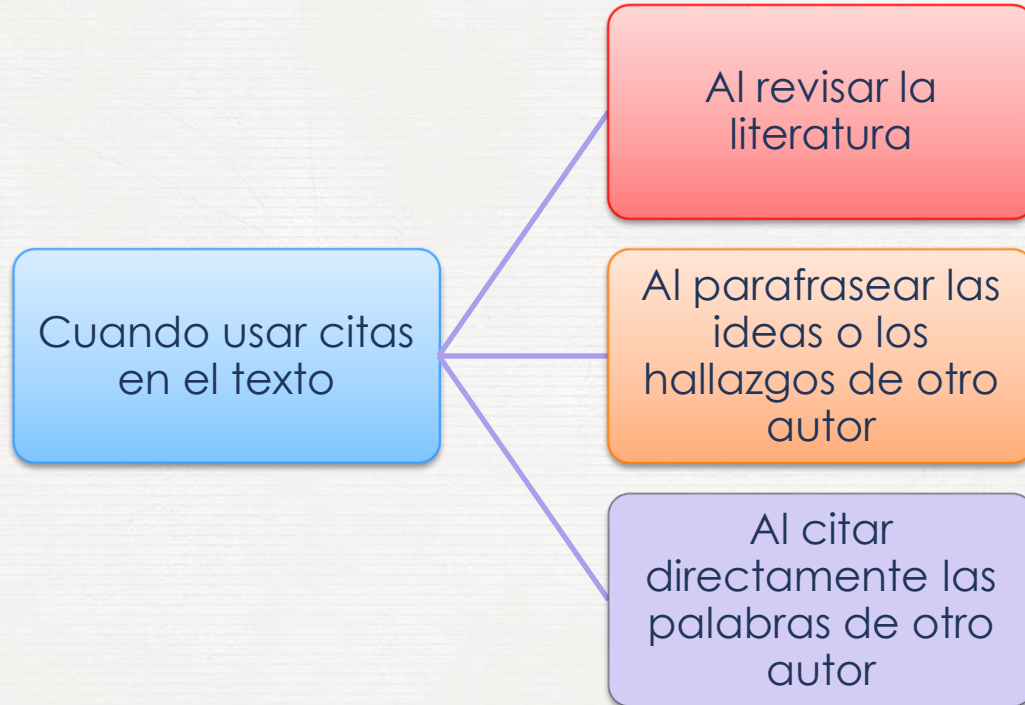 Cuando usar citas
en el texto
Al revisar la
literatura
Al parafrasear las
ideas o los
hallazgos de otro
autor
Al citar
directamente las
palabras de otro
autor